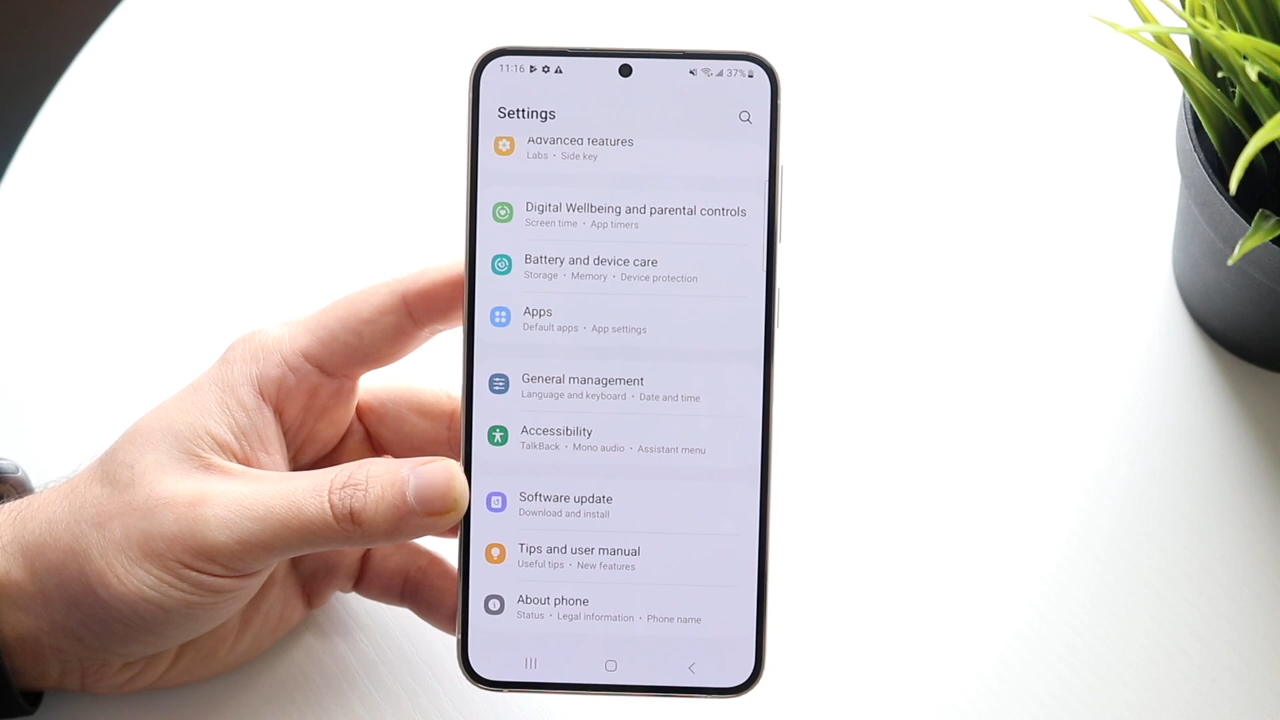 11:16 37%
Settings
Advanced features
Labs • Side key
Digital Wellbeing and parental controls
Screen time • App timers
Battery and device care
Storage • Memory • Device protection
Apps
Default apps • App settings
General management
Language and keyboard • Date and time
Accessibility
TalkBack • Mono audio • Assistant menu
Software update
Download and install
Tips and user manual
Useful tips • New features
About phone
Status • Legal information • Phone name